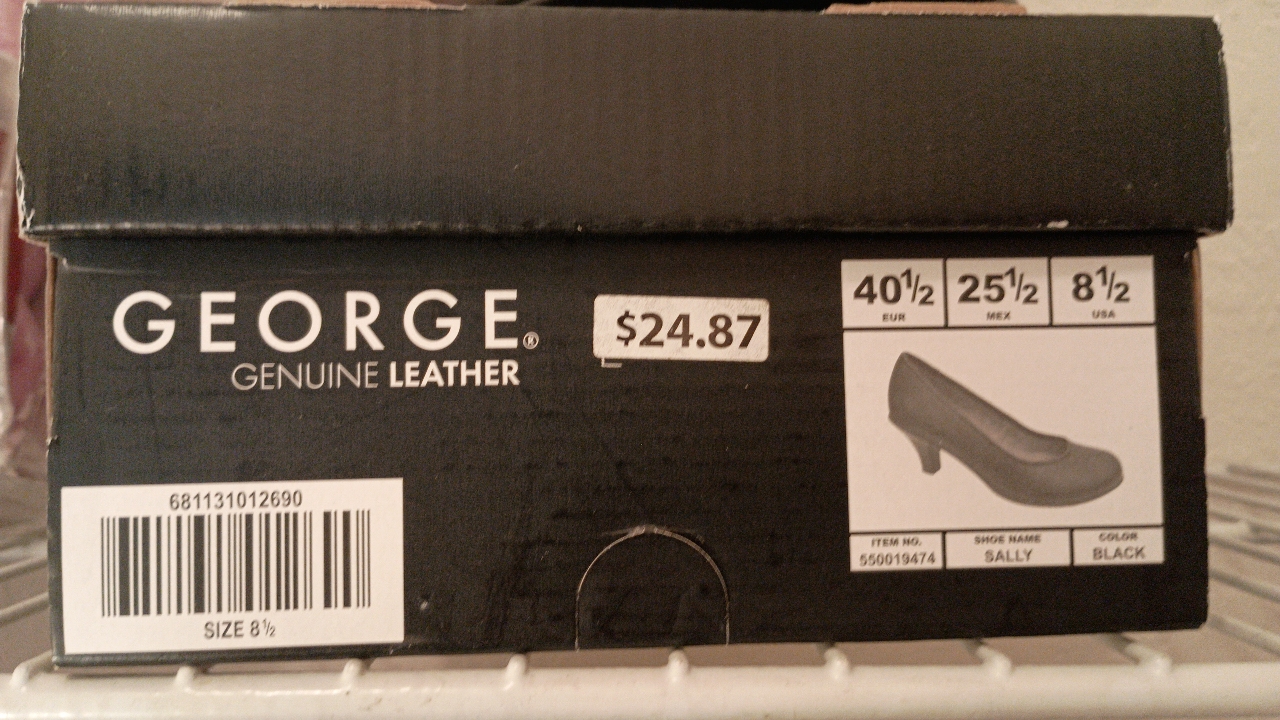 GEORGE®
GENUINE LEATHER
$24.87
40½ 25½ 8½
EUR MEX USA
ITEM NO. SHOE NAME COLOR
550019474 SALLY BLACK
681131012690
SIZE 8½